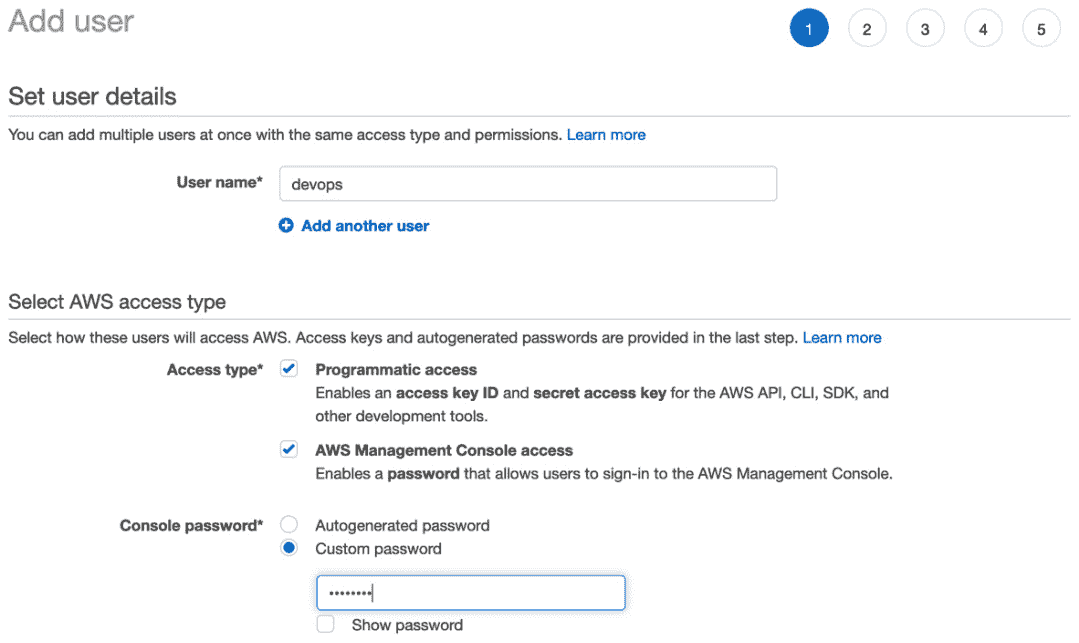 Add user
1 2 3 4 5
Set user details
You can add multiple users at once with the same access type and permissions. Learn more
User name* devops
Add another user
Select AWS access type
Select how these users will access AWS. Access keys and autogenerated passwords are provided in the last step. Learn more
Access type* Programmatic access
Enables an access key ID and secret access key for the AWS API, CLI, SDK, and
other development tools.
AWS Management Console access
Enables a password that allows users to sign-in to the AWS Management Console.
Console password* Autogenerated password
Custom password
••••••••
Show password